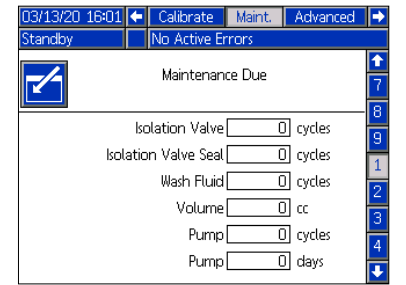 03/13/20 16:01 Calibrate Maint. Advanced
Standby No Active Errors
Maintenance Due
7
8
9
1
2
3
4
Isolation Valve 0 cycles
Isolation Valve Seal 0 cycles
Wash Fluid 0 cycles
Volume 0 cc
Pump 0 cycles
Pump 0 days